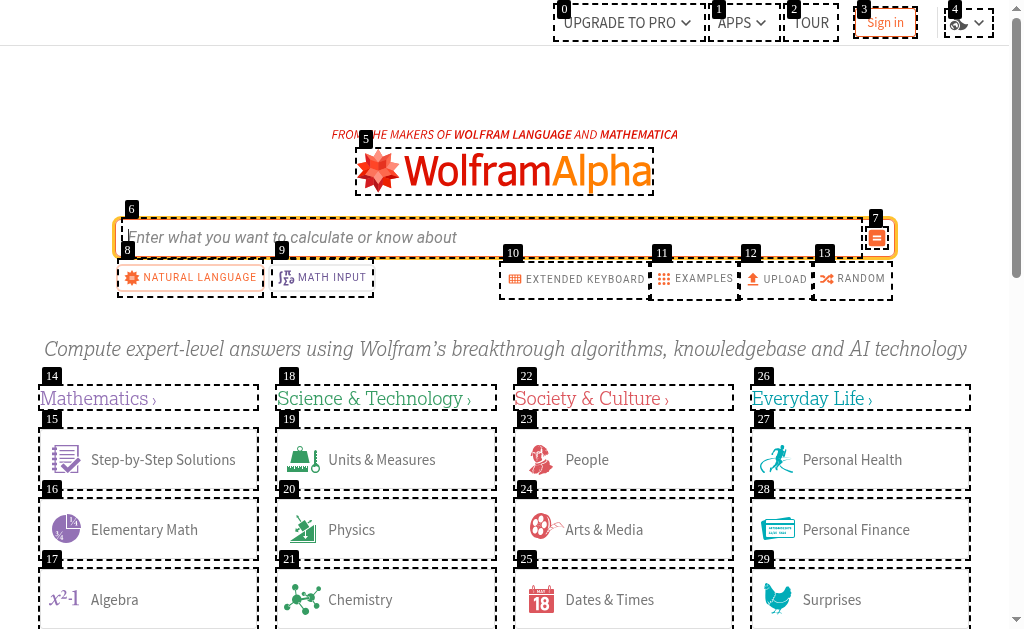 0 UPGRADE TO PRO
1 APPS
2 TOUR
3 Sign in
4
FROM THE MAKERS OF WOLFRAM LANGUAGE AND MATHEMATICA
5
WolframAlpha
6
7
Enter what you want to calculate or know about
=
8 NATURAL LANGUAGE
9 MATH INPUT
10 EXTENDED KEYBOARD
11 EXAMPLES
12 UPLOAD
13 RANDOM
Compute expert-level answers using Wolfram's breakthrough algorithms, knowledgebase and AI technology
14
Mathematics ›
15
Step-by-Step Solutions
16
Elementary Math
17
x²-1 Algebra
18
Science & Technology ›
19
Units & Measures
20
Physics
21
Chemistry
22
Society & Culture ›
23
People
24
Arts & Media
25
MAY 18 Dates & Times
26
Everyday Life ›
27
Personal Health
28
Personal Finance
29
Surprises